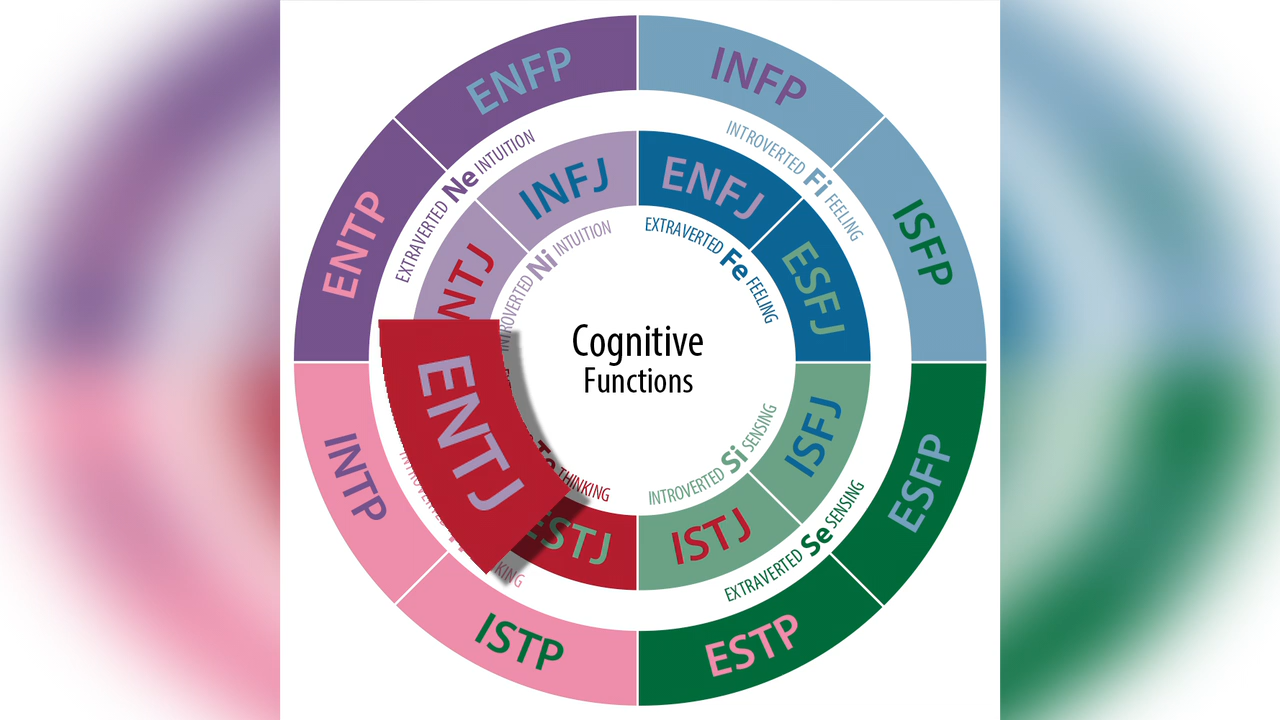 ENFP
INFP
ENTP
ISFP
EXTRAVERTED Ne INTUITION
INTROVERTED Fi FEELING
INFJ
ENFJ
NTJ
ESFJ
INTROVERTED Ni INTUITION
EXTRAVERTED Fe FEELING
Cognitive
Functions
ENTJ
THINKING
ESTJ
INTROVERTED Si SENSING
ISFJ
ISTJ
EXTRAVERTED Se SENSING
INTP
ISTP
ESFP
ESTP